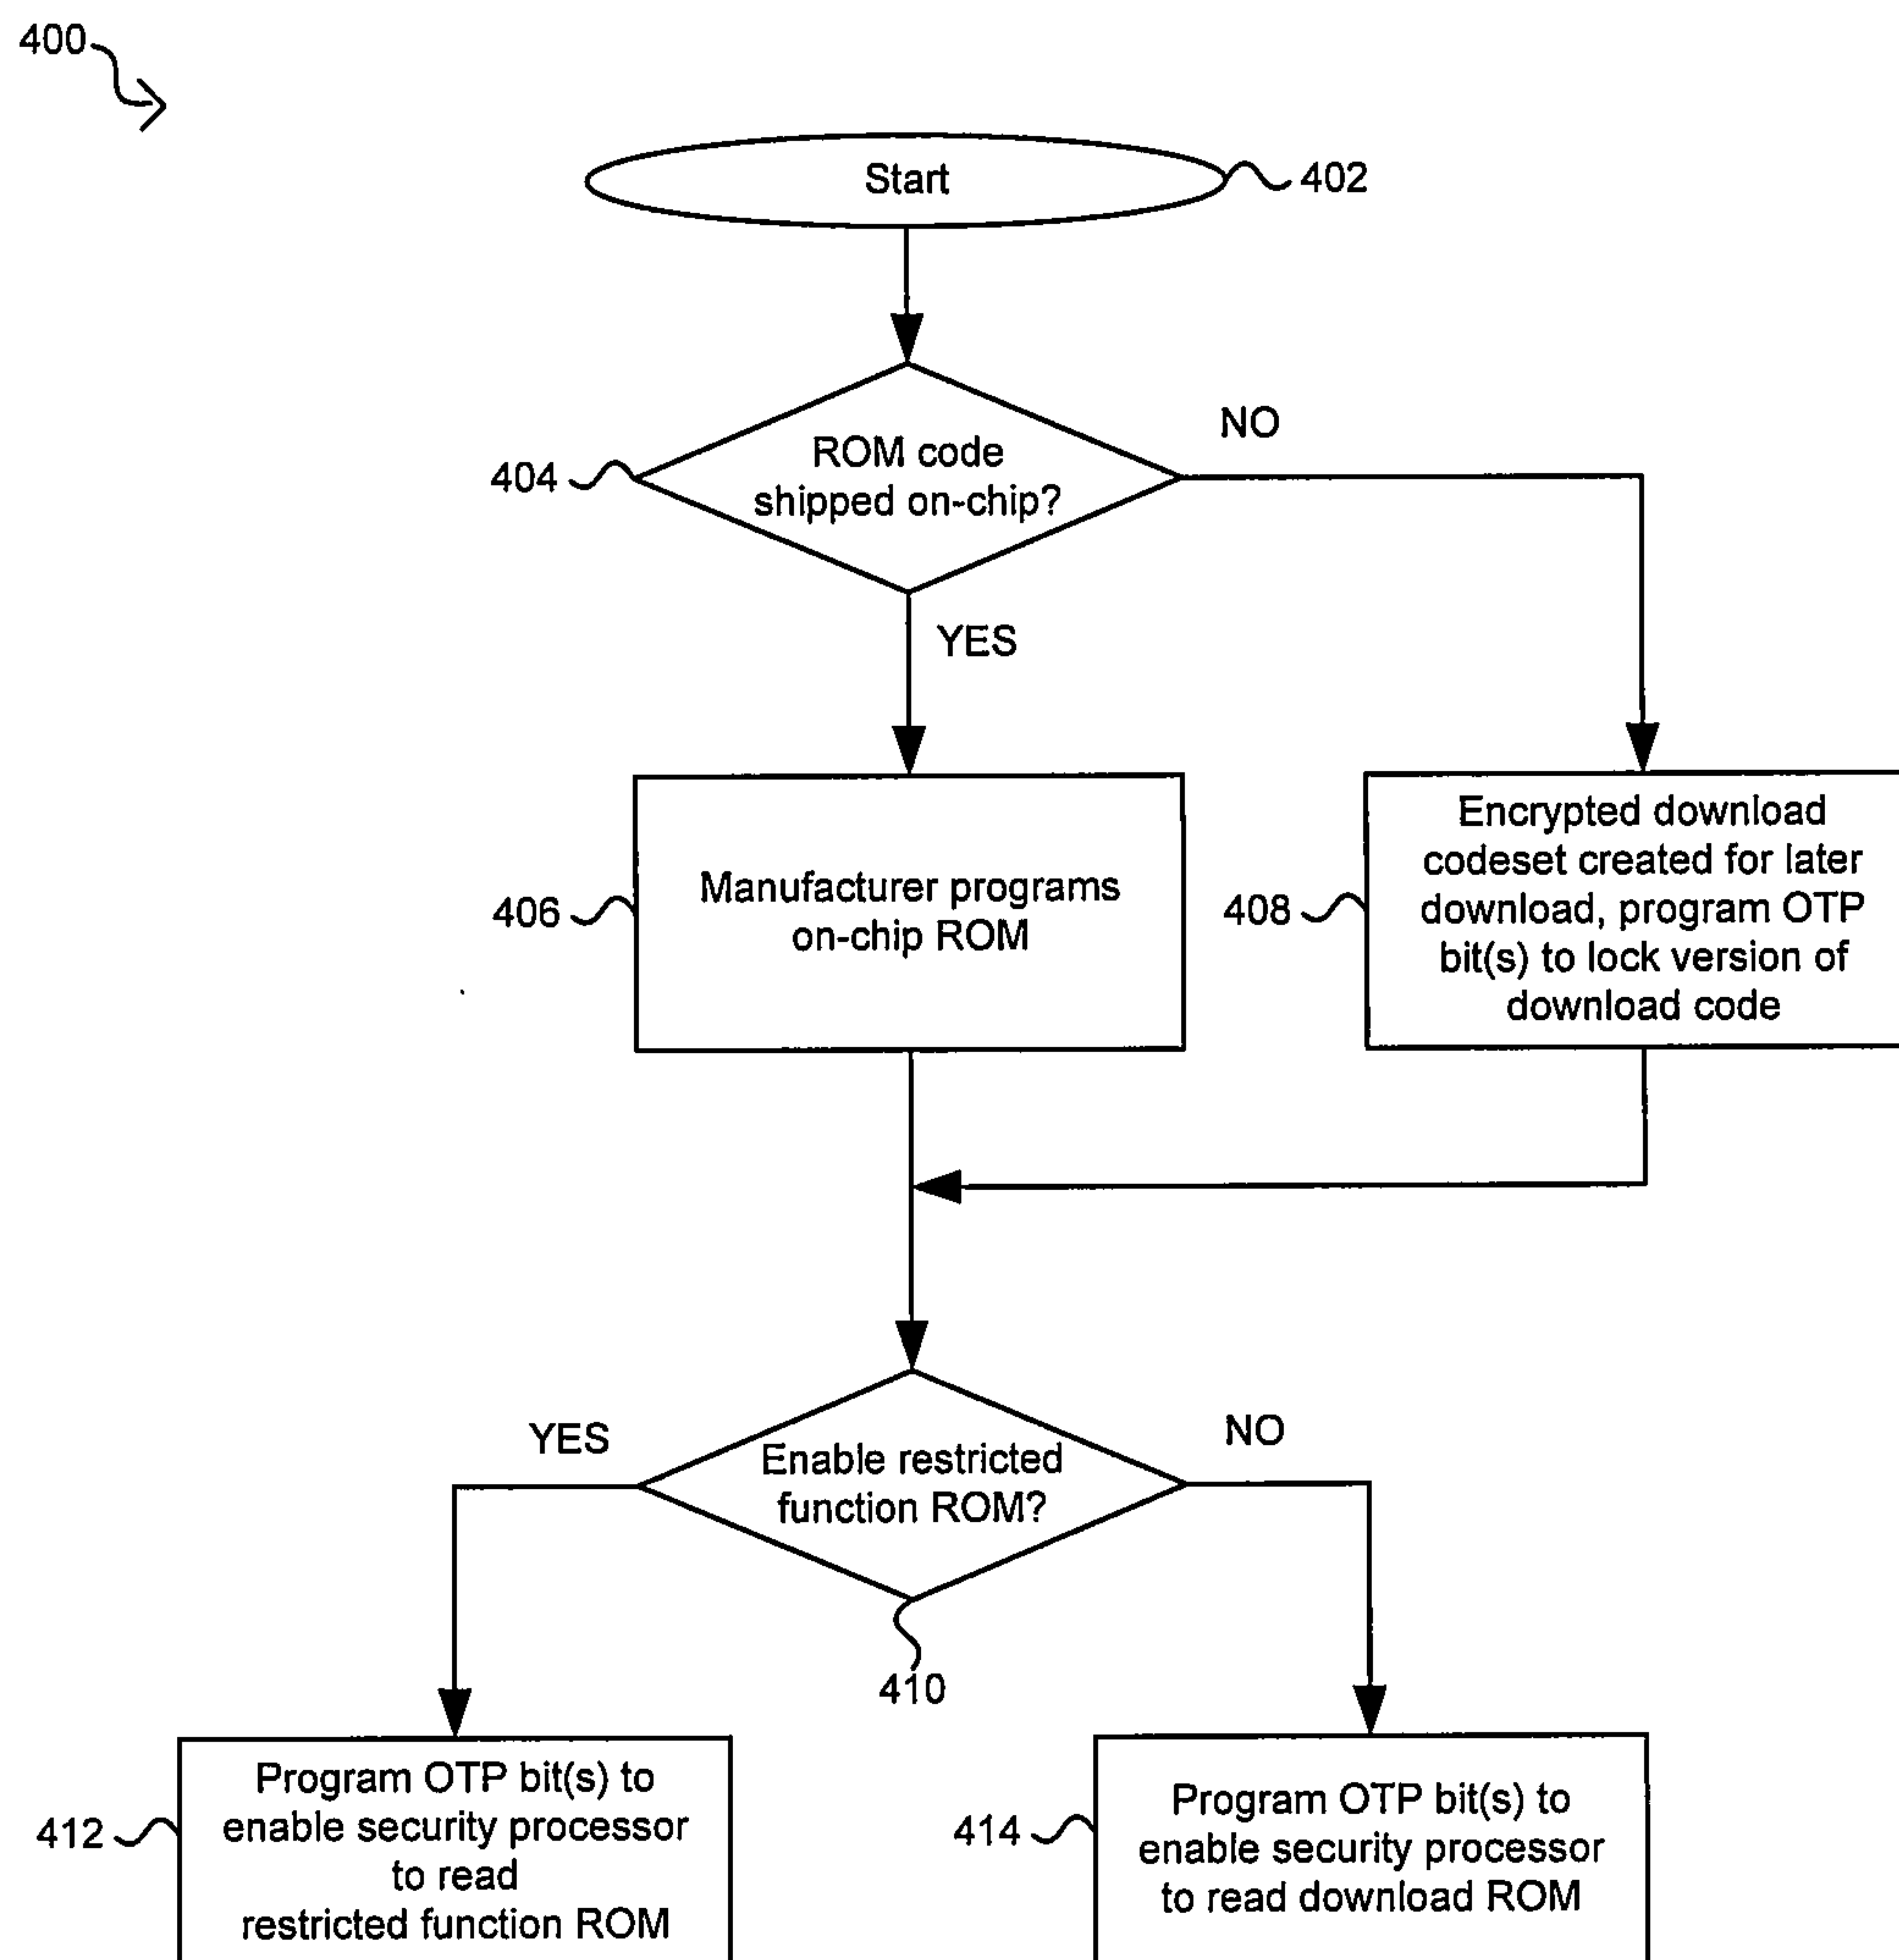 400
Start
402
ROM code
shipped on-chip?
404
NO
YES
Manufacturer programs
on-chip ROM
406
Encrypted download
codeset created for later
download, program OTP
bit(s) to lock version of
download code
408
YES
Enable restricted
function ROM?
NO
410
Program OTP bit(s) to
enable security processor
to read
restricted function ROM
412
Program OTP bit(s) to
enable security processor
to read download ROM
414